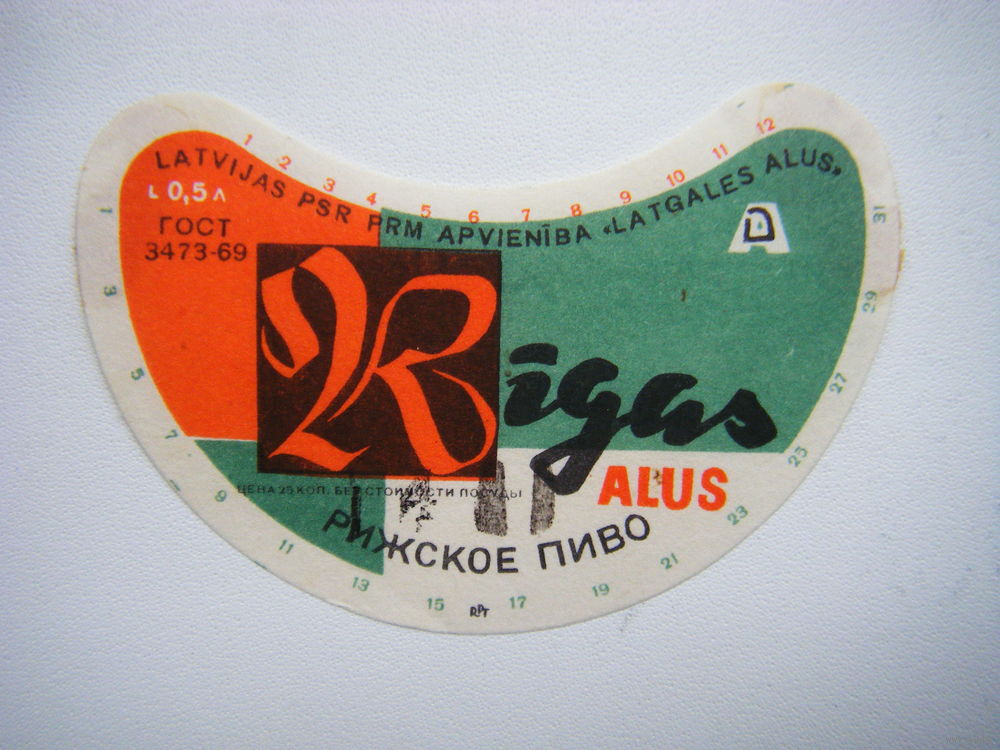 1 2 3 4 5 6 7 8 9 10 11 12
LATVIJAS PSR PRM APVIENĪBA «LATGALES ALUS»
0,5 л
ГОСТ
3473-69
Rīgas
ALUS
ЦЕНА 25 КОП. БЕЗ СТОИМОСТИ ПОСУДЫ
РИЖСКОЕ ПИВО
1 3 5 7 9 11 13 15 17 19 21 23 25 27 29 31
RPT